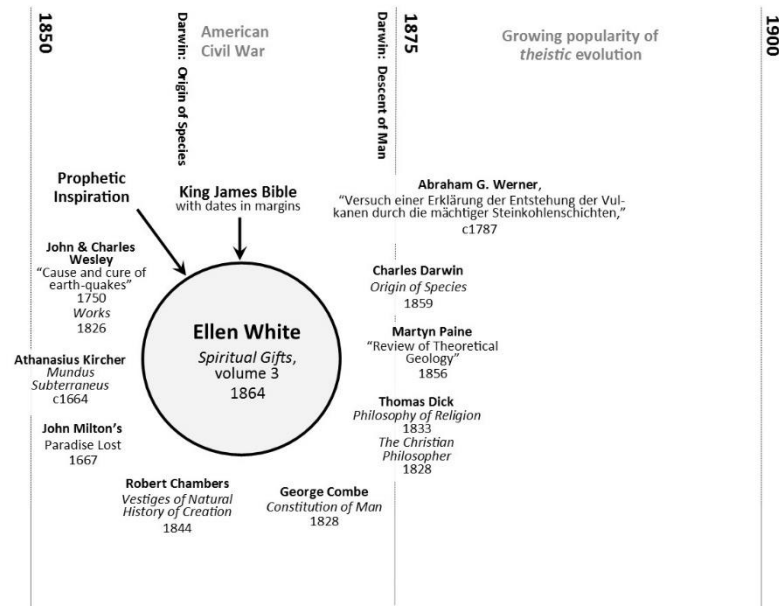 1850
Darwin: Origin of Species
American
Civil War
1875
Darwin: Descent of Man
Growing popularity of
theistic evolution
1900
Prophetic
Inspiration
King James Bible
with dates in margins
Abraham G. Werner,
“Versuch einer Erklärung der Entstehung der Vul-
kanen durch die mächtiger Steinkohlenschichten,”
c1787
John & Charles
Wesley
“Cause and cure of
earth-quakes”
1750
Works
1826
Charles Darwin
Origin of Species
1859
Ellen White
Spiritual Gifts,
volume 3
1864
Martyn Paine
“Review of Theoretical
Geology”
1856
Athanasius Kircher
Mundus
Subterraneus
c1664
Thomas Dick
Philosophy of Religion
1833
The Christian
Philosopher
1828
John Milton’s
Paradise Lost
1667
Robert Chambers
Vestiges of Natural
History of Creation
1844
George Combe
Constitution of Man
1828